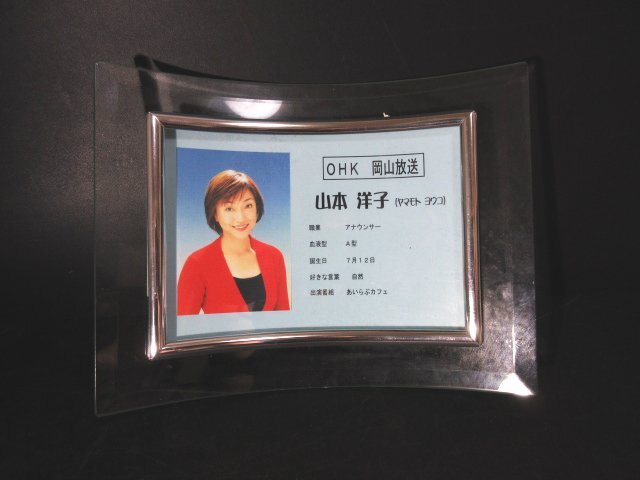 OHK 岡山放送
山本 洋子 (ヤマモト ヨウコ)
職業 アナウンサー
血液型 A型
誕生日 7月12日
好きな言葉 自然
出演番組 あいらぶカフェ